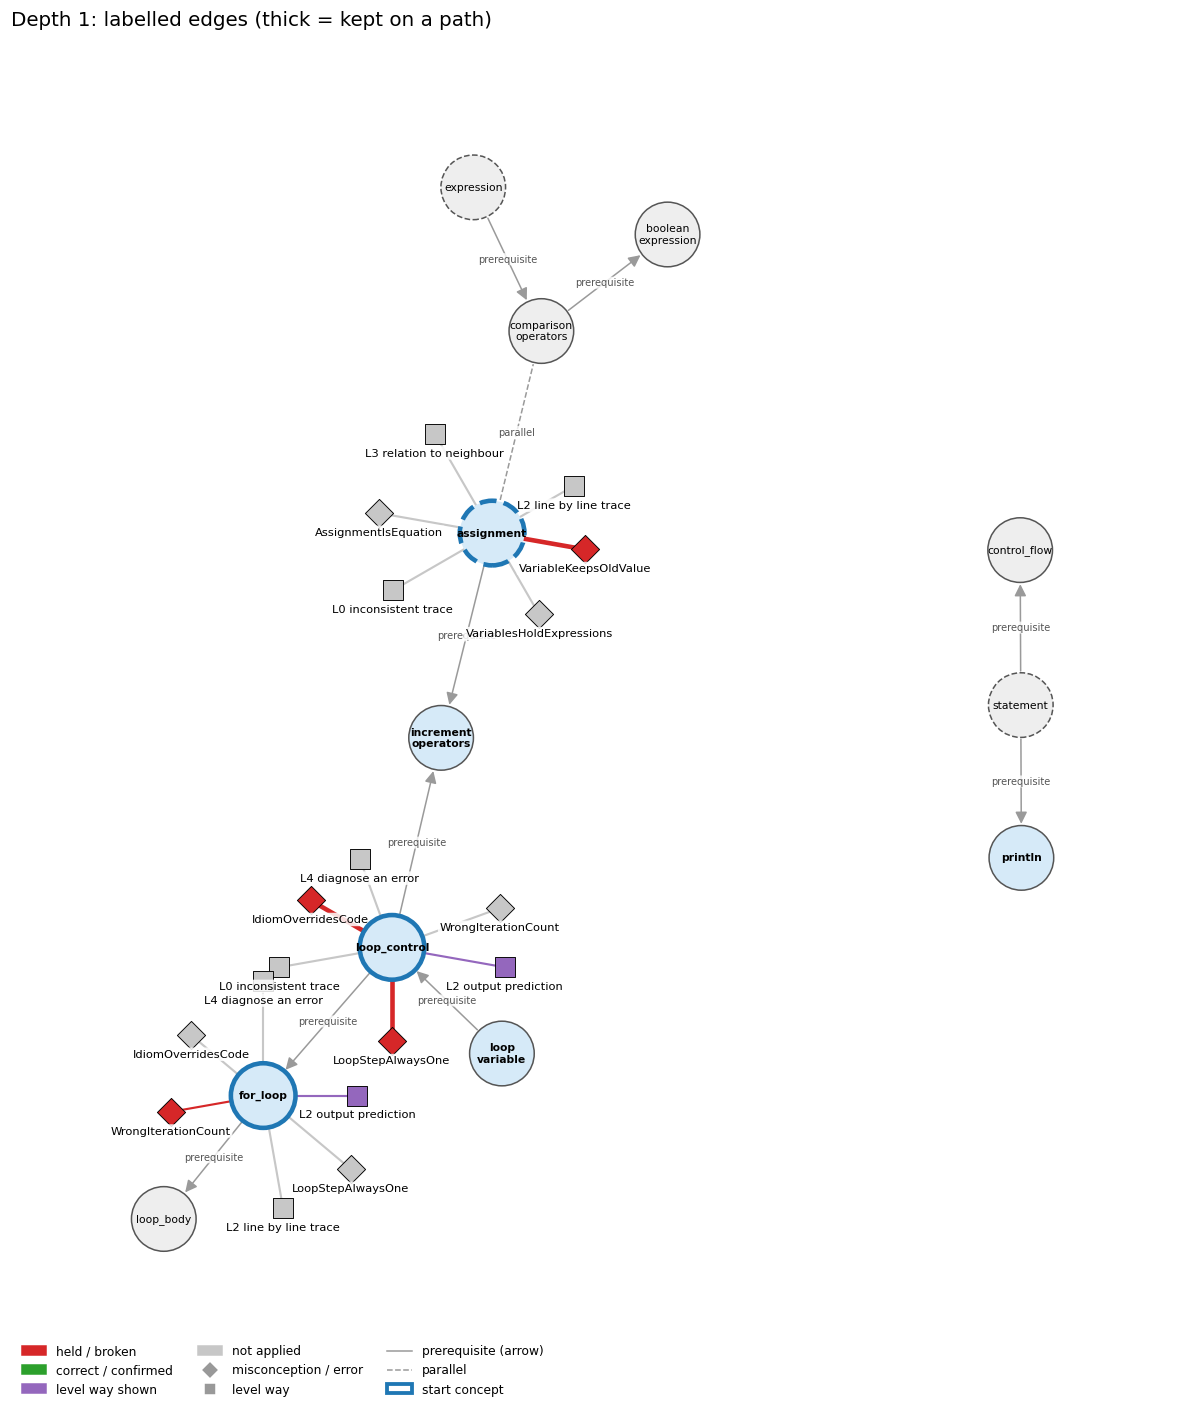 Depth 1: labelled edges (thick = kept on a path)
expression
boolean
expression
prerequisite
prerequisite
comparison
operators
parallel
L3 relation to neighbour
L2 line by line trace
AssignmentIsEquation
assignment
VariableKeepsOldValue
control_flow
L0 inconsistent trace
prerequisite
prere
VariablesHoldExpressions
statement
increment
operators
prerequisite
prerequisite
println
L4 diagnose an error
IdiomOverridesCode
WrongIterationCount
loop_control
L0 inconsistent trace
L2 output prediction
L4 diagnose an error
prerequisite
prerequisite
loop
variable
IdiomOverridesCode
LoopStepAlwaysOne
for_loop
L2 output prediction
WrongIterationCount
prerequisite
LoopStepAlwaysOne
loop_body
L2 line by line trace
held / broken
correct / confirmed
level way shown
not applied
misconception / error
level way
prerequisite (arrow)
parallel
start concept